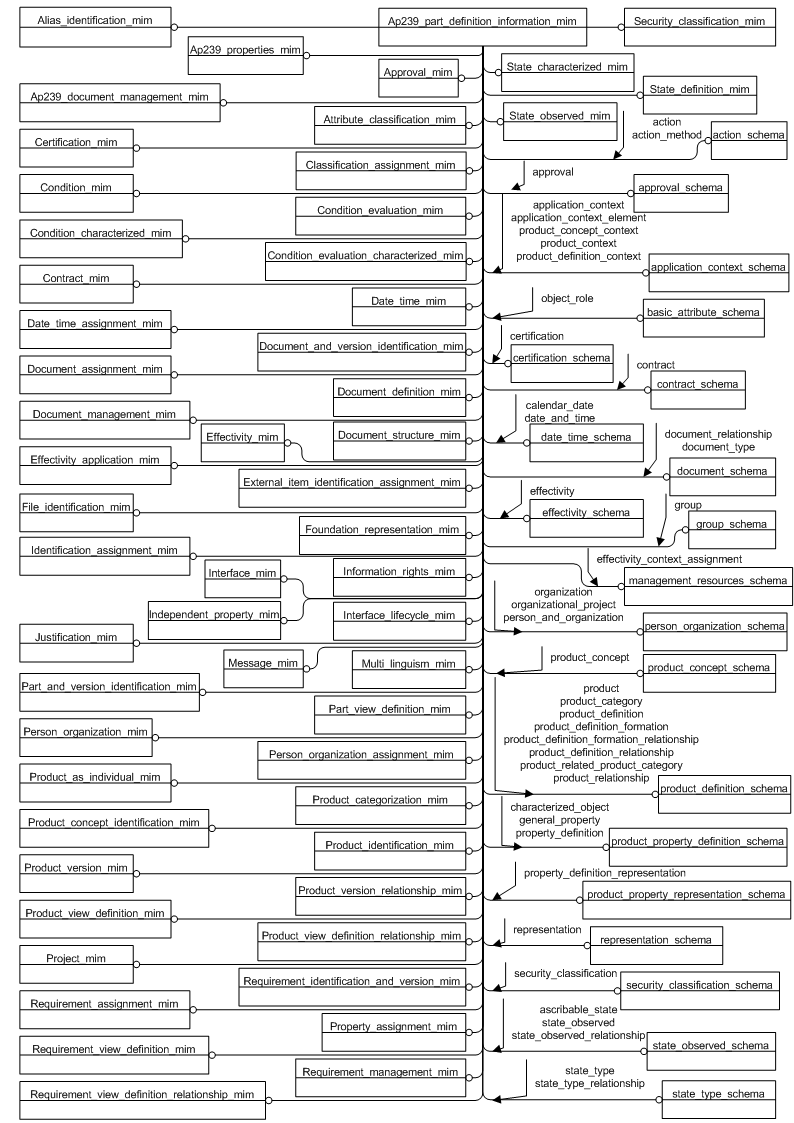 Alias_identification_mim
Ap239_part_definition_information_mim
Security_classification_mim
Ap239_properties_mim
Approval_mim
State_characterized_mim
State_definition_mim
Ap239_document_management_mim
Attribute_classification_mim
State_observed_mim
action
action_method
action_schema
Certification_mim
Classification_assignment_mim
approval
Condition_mim
approval_schema
Condition_evaluation_mim
application_context
application_context_element
product_concept_context
product_context
product_definition_context
Condition_characterized_mim
Condition_evaluation_characterized_mim
application_context_schema
Contract_mim
Date_time_mim
object_role
basic_attribute_schema
Date_time_assignment_mim
Document_and_version_identification_mim
certification
certification_schema
Document_assignment_mim
contract
contract_schema
Document_definition_mim
calendar_date
date_and_time
Document_management_mim
Effectivity_mim
Document_structure_mim
date_time_schema
document_relationship
document_type
Effectivity_application_mim
document_schema
External_item_identification_assignment_mim
effectivity
File_identification_mim
effectivity_schema
group
group_schema
Foundation_representation_mim
Identification_assignment_mim
effectivity_context_assignment
Interface_mim
Information_rights_mim
management_resources_schema
organization
organizational_project
person_and_organization
Independent_property_mim
Interface_lifecycle_mim
person_organization_schema
Justification_mim
Message_mim
Multi_linguism_mim
product_concept
product_concept_schema
Part_and_version_identification_mim
product
product_category
product_definition
product_definition_formation
product_definition_formation_relationship
product_definition_relationship
product_related_product_category
product_relationship
Part_view_definition_mim
Person_organization_mim
Person_organization_assignment_mim
Product_as_individual_mim
product_definition_schema
Product_categorization_mim
characterized_object
general_property
property_definition
Product_concept_identification_mim
Product_identification_mim
product_property_definition_schema
Product_version_mim
property_definition_representation
Product_version_relationship_mim
product_property_representation_schema
Product_view_definition_mim
Product_view_definition_relationship_mim
representation
representation_schema
Project_mim
security_classification
Requirement_identification_and_version_mim
security_classification_schema
Requirement_assignment_mim
ascribable_state
state_observed
state_observed_relationship
Property_assignment_mim
Requirement_view_definition_mim
state_observed_schema
Requirement_management_mim
state_type
state_type_relationship
Requirement_view_definition_relationship_mim
state_type_schema